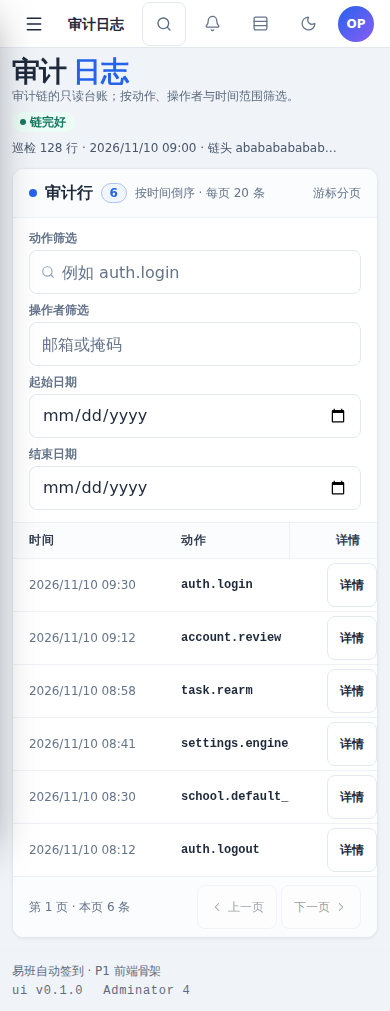 审计日志
OP
审计 日志
审计链的只读台账；按动作、操作者与时间范围筛选。
链完好
巡检 128 行 · 2026/11/10 09:00 · 链头 abababababab…
审计行 6 按时间倒序 · 每页 20 条 游标分页
动作筛选
例如 auth.login
操作者筛选
邮箱或掩码
起始日期
mm/dd/yyyy
结束日期
mm/dd/yyyy
时间 动作 详情
2026/11/10 09:30 auth.login 详情
2026/11/10 09:12 account.review 详情
2026/11/10 08:58 task.rearm 详情
2026/11/10 08:41 settings.engine 详情
2026/11/10 08:30 school.default_ 详情
2026/11/10 08:12 auth.logout 详情
第 1 页 · 本页 6 条 上一页 下一页
易班自动签到 · P1 前端骨架
ui v0.1.0 Adminator 4